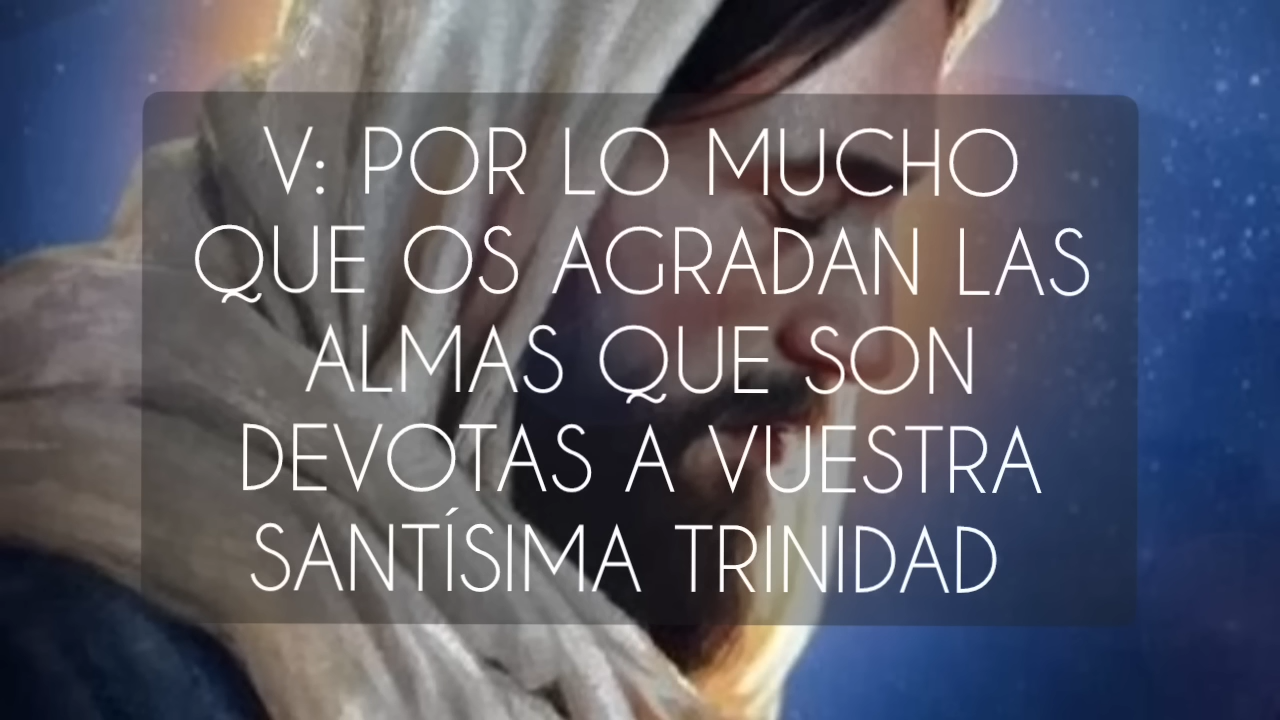 V: POR LO MUCHO
QUE OS AGRADAN LAS
ALMAS QUE SON
DEVOTAS A VUESTRA
SANTÍSIMA TRINIDAD